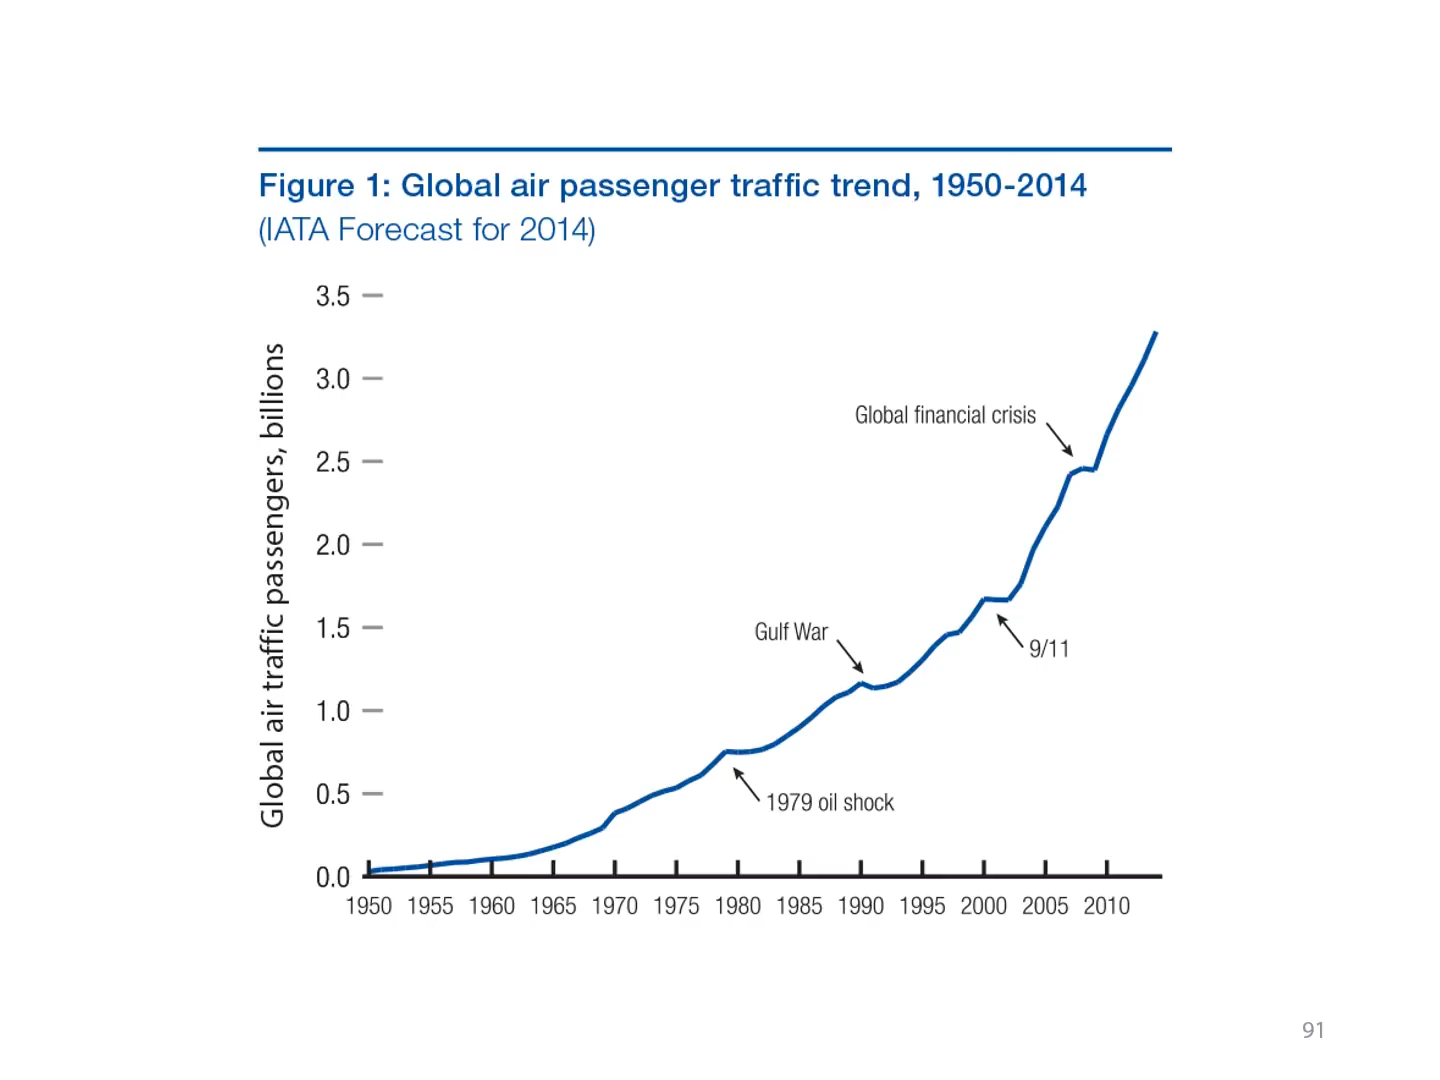 Figure 1: Global air passenger traffic trend, 1950-2014
(IATA Forecast for 2014)
Global air traffic passengers, billions
3.5
3.0
2.5
2.0
1.5
1.0
0.5
0.0
Global financial crisis
Gulf War
9/11
1979 oil shock
1950 1955 1960 1965 1970 1975 1980 1985 1990 1995 2000 2005 2010
91